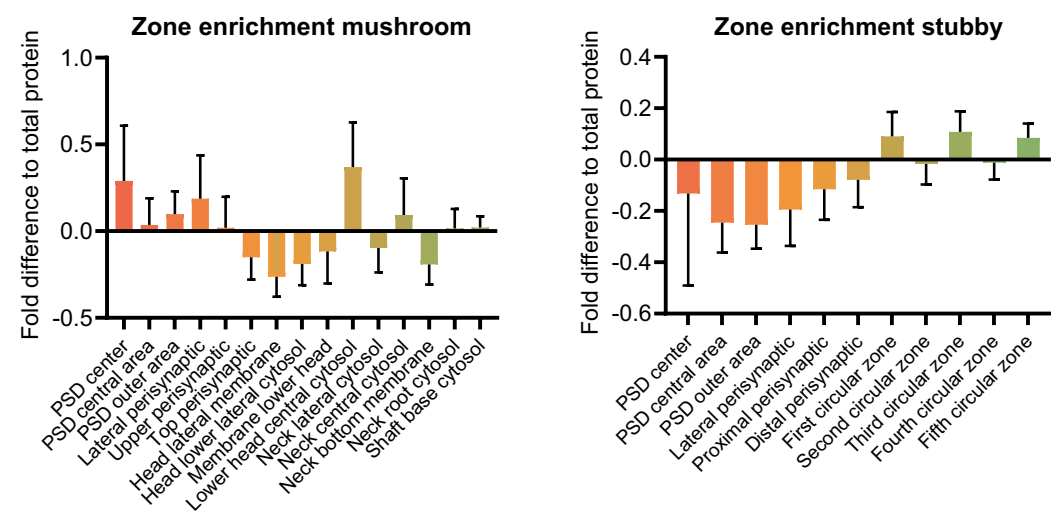 Zone enrichment mushroom
Fold difference to total protein
1.0
0.5
0.0
-0.5
PSD center
PSD central area
PSD outer area
Lateral perisynaptic
Upper perisynaptic
Top perisynaptic
Head lateral membrane
Head lateral cytosol
Membrane lower head
Lower head central cytosol
Neck lateral cytosol
Neck central cytosol
Neck bottom membrane
Neck root cytosol
Shaft base cytosol
Zone enrichment stubby
Fold difference to total protein
0.4
0.2
0.0
-0.2
-0.4
-0.6
PSD center
PSD central area
PSD outer area
Lateral perisynaptic
Proximal perisynaptic
Distal perisynaptic
First circular zone
Second circular zone
Third circular zone
Fourth circular zone
Fifth circular zone